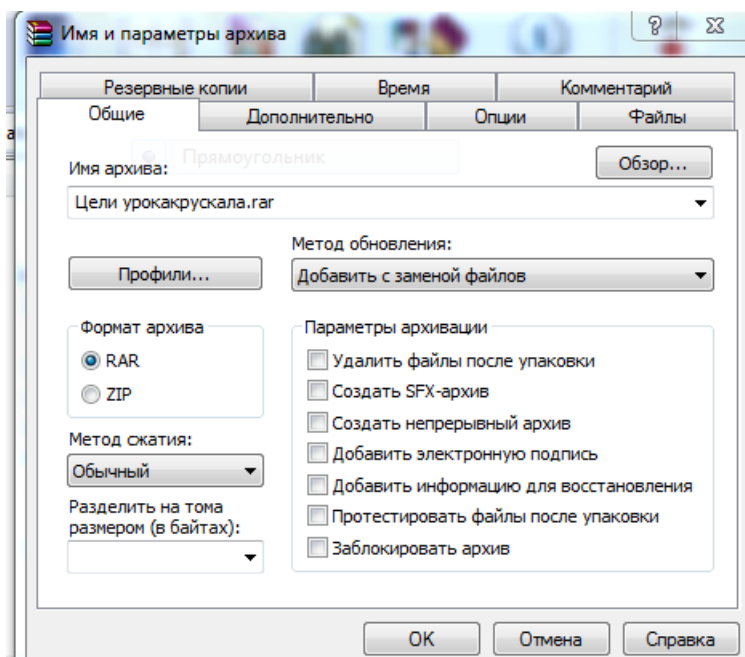 Имя и параметры архива
Резервные копии
Время
Комментарий
Общие
Дополнительно
Опции
Файлы
Прямоугольник
Имя архива:
Обзор...
Цели урокакрускала.rar
Метод обновления:
Профили...
Добавить с заменой файлов
Формат архива
RAR
ZIP
Метод сжатия:
Обычный
Разделить на тома
размером (в байтах):
Параметры архивации
Удалить файлы после упаковки
Создать SFX-архив
Создать непрерывный архив
Добавить электронную подпись
Добавить информацию для восстановления
Протестировать файлы после упаковки
Заблокировать архив
OK
Отмена
Справка